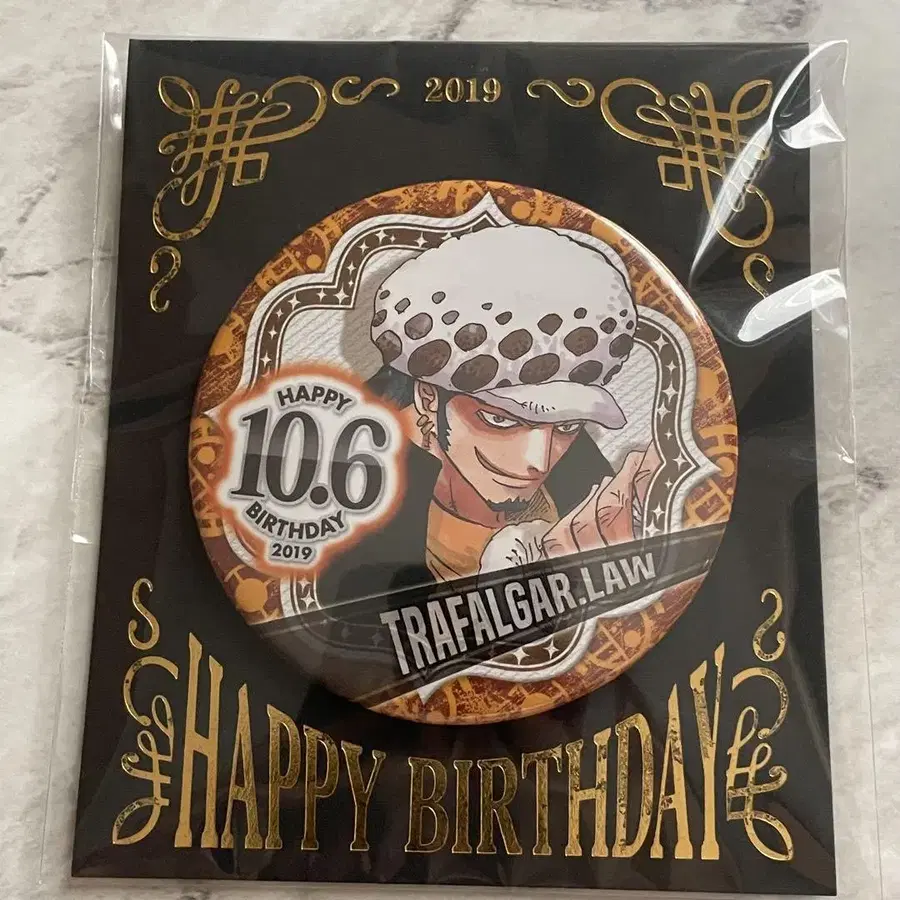 2019
HAPPY
10.6
BIRTHDAY
2019
TRAFALGAR.LAW
HAPPY BIRTHDAY